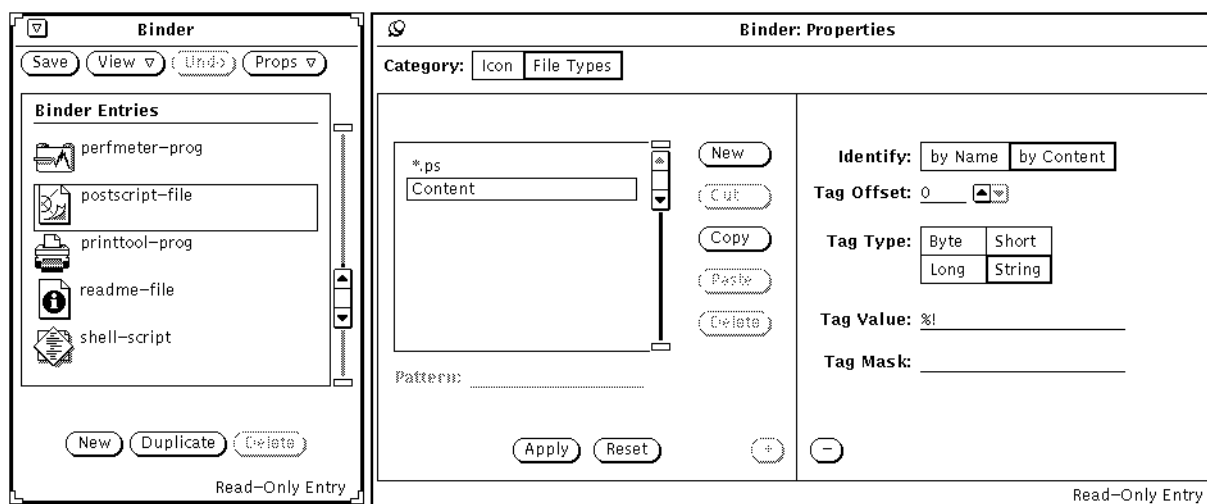 Binder
Save View Undo Props
Binder Entries
perfmeter-prog
postscript-file
printtool-prog
readme-file
shell-script
New Duplicate Delete
Read-Only Entry
Binder: Properties
Category: Icon File Types
*.ps
Content
New
Cut
Copy
Paste
Delete
Pattern:
Apply Reset +
Identify: by Name by Content
Tag Offset: 0
Tag Type: Byte Short
Long String
Tag Value: %!
Tag Mask:
−
Read-Only Entry